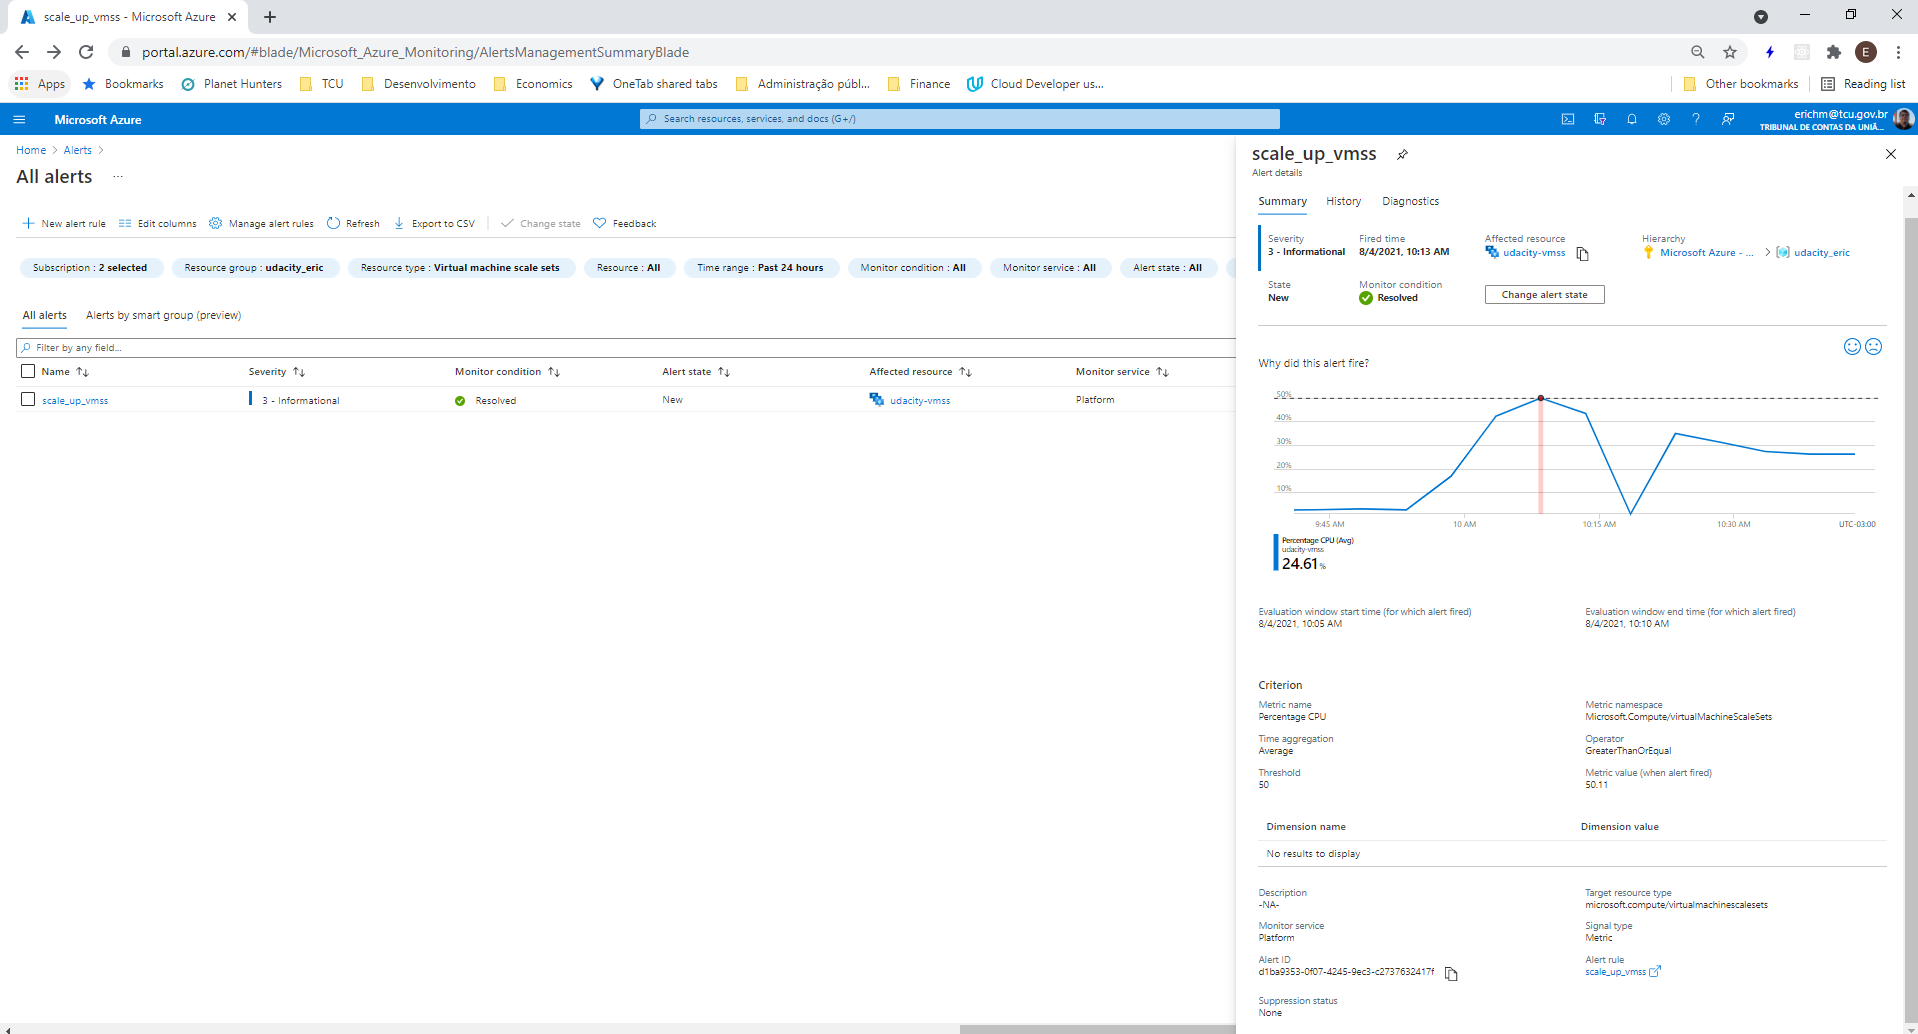 scale_up_vmss - Microsoft Azure
portal.azure.com/#blade/Microsoft_Azure_Monitoring/AlertsManagementSummaryBlade
E
Apps
Bookmarks
Planet Hunters
TCU
Desenvolvimento
Economics
OneTab shared tabs
Administração públ...
Finance
Cloud Developer us...
Other bookmarks
Reading list
Microsoft Azure
Search resources, services, and docs (G+/)
erichm@tcu.gov.br
TRIBUNAL DE CONTAS DA UNIÃ...
Home > Alerts >
All alerts ...
New alert rule
Edit columns
Manage alert rules
Refresh
Export to CSV
Change state
Feedback
Subscription : 2 selected
Resource group : udacity_eric
Resource type : Virtual machine scale sets
Resource : All
Time range : Past 24 hours
Monitor condition : All
Monitor service : All
Alert state : All
All alerts
Alerts by smart group (preview)
Filter by any field...
Name
Severity
Monitor condition
Alert state
Affected resource
Monitor service
scale_up_vmss
3 - Informational
Resolved
New
udacity-vmss
Platform
scale_up_vmss
Alert details
Summary
History
Diagnostics
Severity
3 - Informational
Fired time
8/4/2021, 10:13 AM
Affected resource
udacity-vmss
Hierarchy
Microsoft Azure - ... > udacity_eric
State
New
Monitor condition
Resolved
Change alert state
Why did this alert fire?
50%
40%
30%
20%
10%
9:45 AM
10 AM
10:15 AM
10:30 AM
UTC-03:00
Percentage CPU (Avg)
udacity-vmss
24.61 %
Evaluation window start time (for which alert fired)
8/4/2021, 10:05 AM
Evaluation window end time (for which alert fired)
8/4/2021, 10:10 AM
Criterion
Metric name
Percentage CPU
Metric namespace
Microsoft.Compute/virtualMachineScaleSets
Time aggregation
Average
Operator
GreaterThanOrEqual
Threshold
50
Metric value (when alert fired)
50.11
Dimension name
Dimension value
No results to display
Description
-NA-
Target resource type
microsoft.compute/virtualmachinescalesets
Monitor service
Platform
Signal type
Metric
Alert ID
d1ba9353-0f07-4245-9ec3-c2737632417f
Alert rule
scale_up_vmss
Suppression status
None